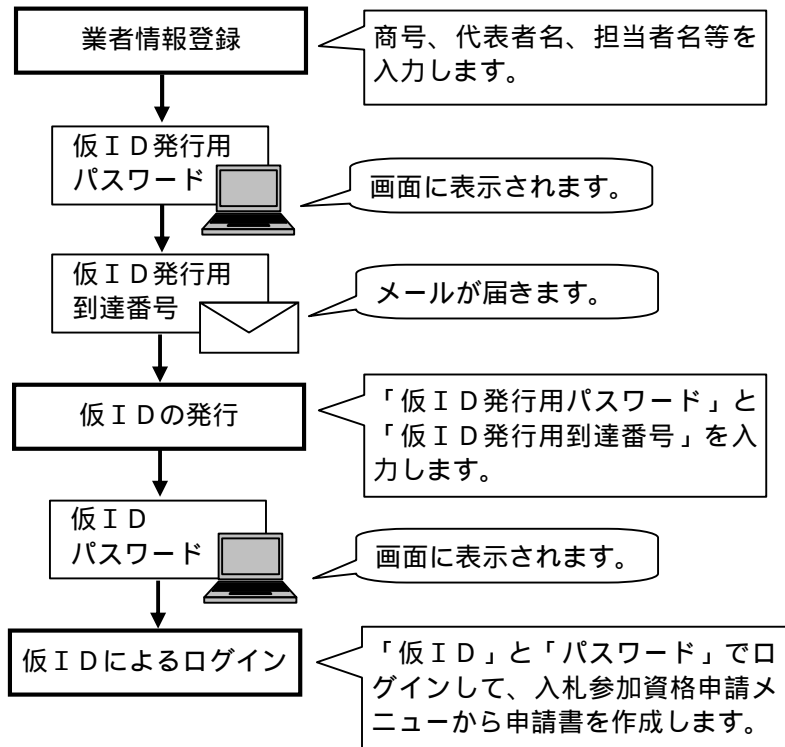 業者情報登録
商号、代表者名、担当者名等を
入力します。
仮ＩＤ発行用
パスワード
画面に表示されます。
仮ＩＤ発行用
到達番号
メールが届きます。
仮ＩＤの発行
「仮ＩＤ発行用パスワード」と
「仮ＩＤ発行用到達番号」を入
力します。
仮ＩＤ
パスワード
画面に表示されます。
仮ＩＤによるログイン
「仮ＩＤ」と「パスワード」でロ
グインして、入札参加資格申請メ
ニューから申請書を作成します。